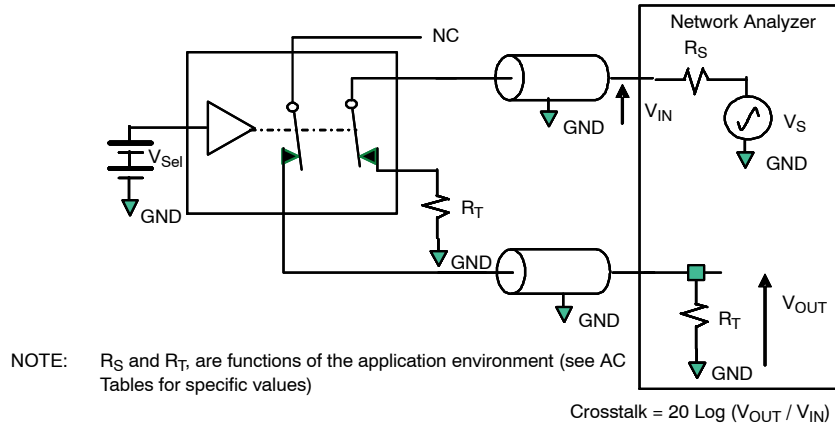 Network Analyzer
NC
RS
VIN
GND
VS
GND
VSel
GND
RT
GND
GND
RT
VOUT
GND
NOTE: RS and RT, are functions of the application environment (see AC
Tables for specific values)
Crosstalk = 20 Log (VOUT / VIN)